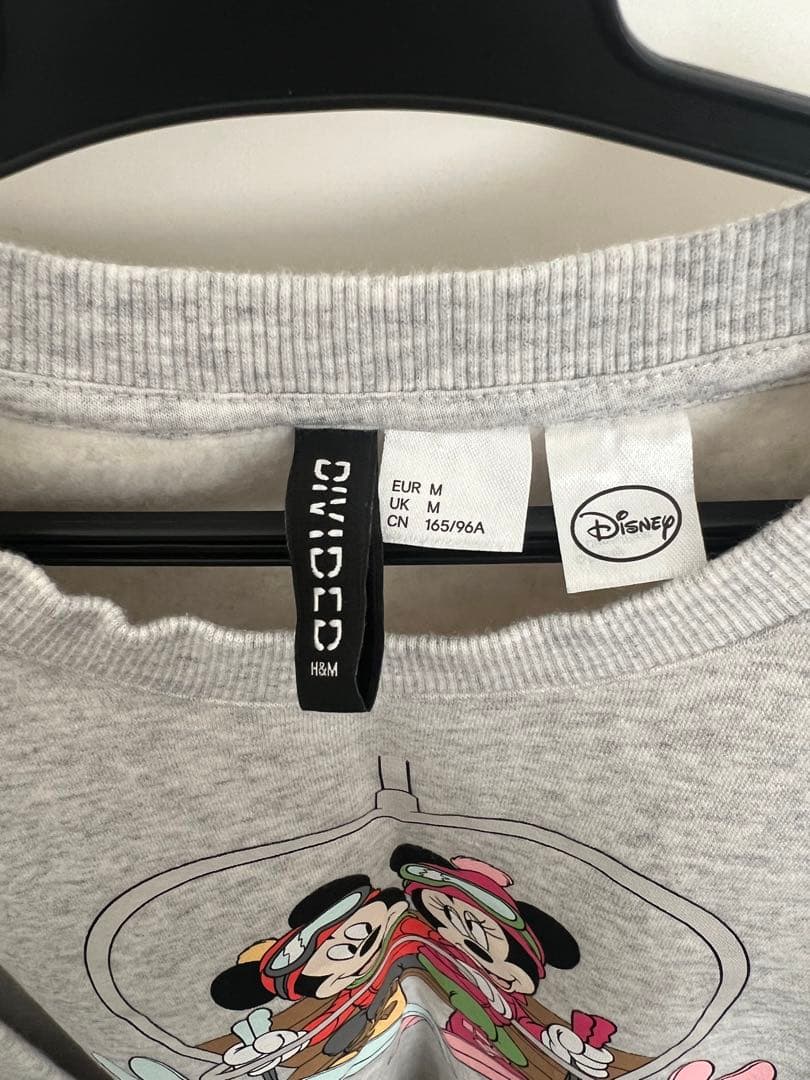 DIVIDED
H&M
EUR M
UK M
CN 165/96A
Disney